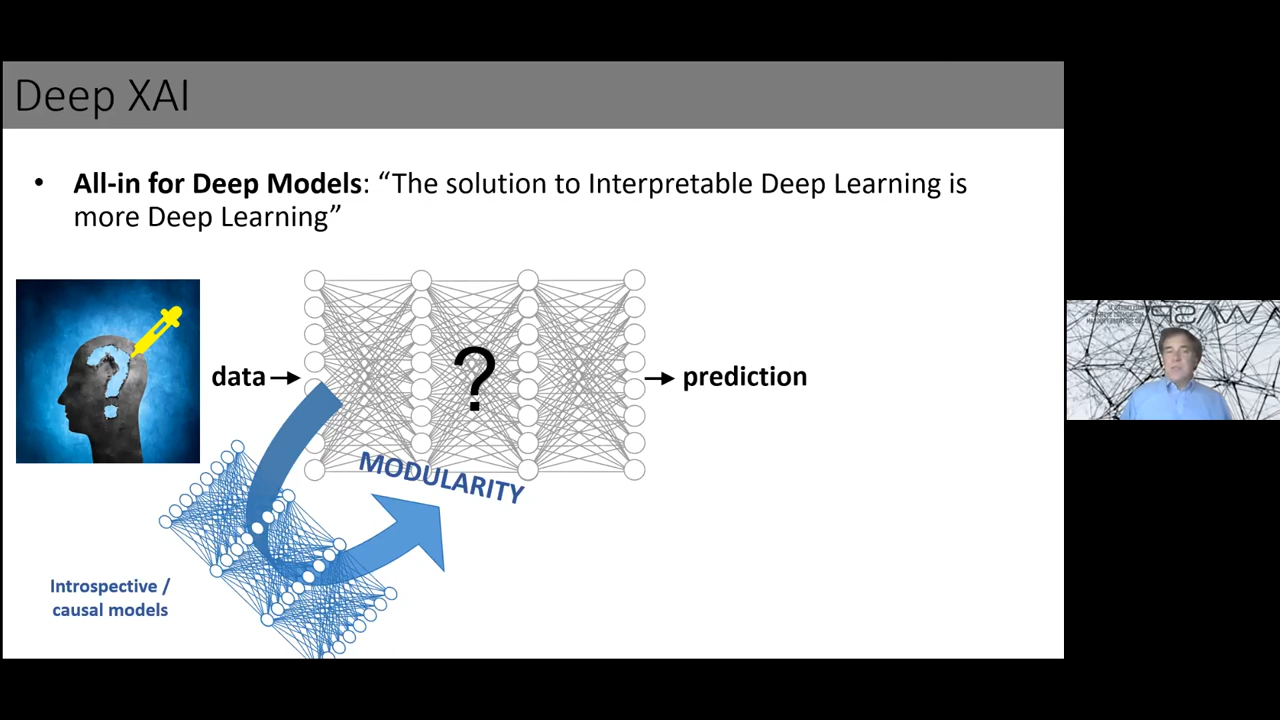 Deep XAI
• All-in for Deep Models: “The solution to Interpretable Deep Learning is
more Deep Learning”
data
?
prediction
MODULARITY
Introspective /
causal models